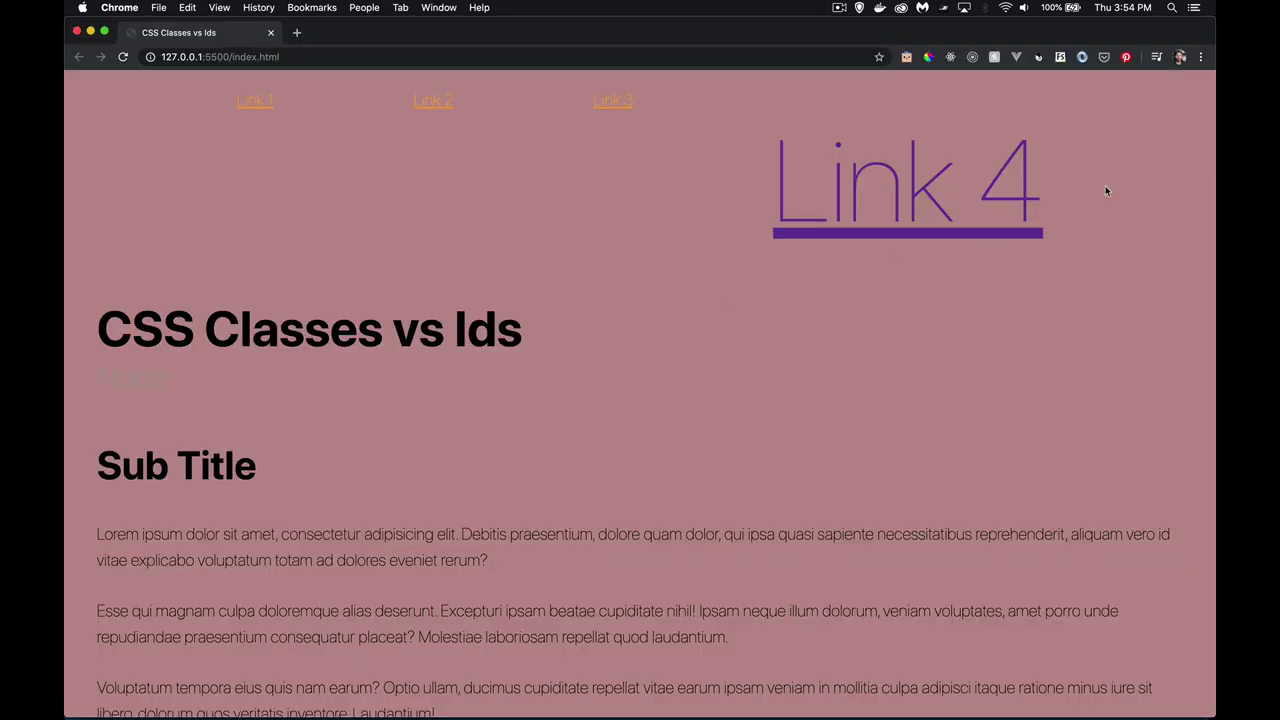 Chrome File Edit View History Bookmarks People Tab Window Help 100% Thu 3:54 PM
CSS Classes vs Ids
127.0.0.1:5500/index.html
Link 1 Link 2 Link 3
Link 4
CSS Classes vs Ids
Sub Title
Lorem ipsum dolor sit amet, consectetur adipisicing elit. Debitis praesentium, dolore quam dolor, qui ipsa quasi sapiente necessitatibus reprehenderit, aliquam vero id
vitae explicabo voluptatum totam ad dolores eveniet rerum?
Esse qui magnam culpa doloremque alias deserunt. Excepturi ipsam beatae cupiditate nihil! Ipsam neque illum dolorum, veniam voluptates, amet porro unde
repudiandae praesentium consequatur placeat? Molestiae laboriosam repellat quod laudantium.
Voluptatum tempora eius quis nam earum? Optio ullam, ducimus cupiditate repellat vitae earum ipsam veniam in mollitia culpa adipisci itaque ratione minus iure sit
libero, dolorum quos veritatis inventore. Laudantium!